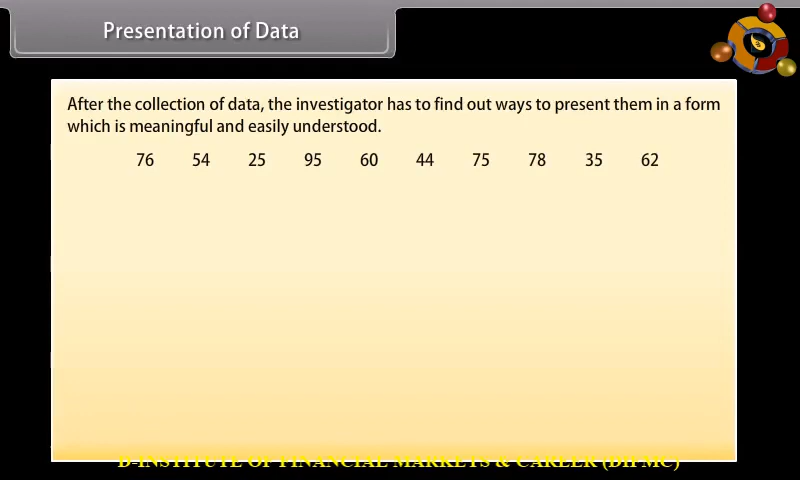 Presentation of Data
After the collection of data, the investigator has to find out ways to present them in a form
which is meaningful and easily understood.
76 54 25 95 60 44 75 78 35 62
D-INSTITUTE OF FINANCIAL MARKETS & CAREER (DIFMC)